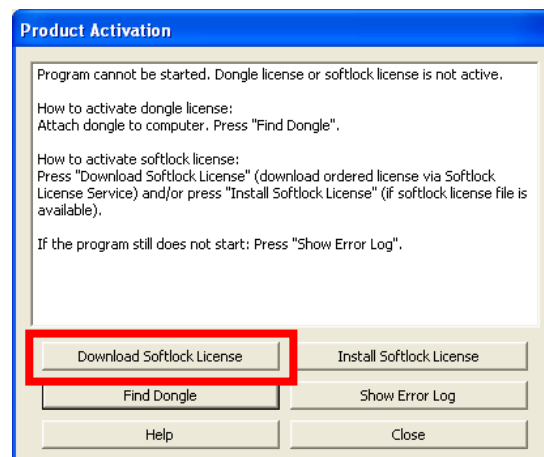 Product Activation
Program cannot be started. Dongle license or softlock license is not active.
How to activate dongle license:
Attach dongle to computer. Press "Find Dongle".
How to activate softlock license:
Press "Download Softlock License" (download ordered license via Softlock
License Service) and/or press "Install Softlock License" (if softlock license file is
available).
If the program still does not start: Press "Show Error Log".
Download Softlock License
Install Softlock License
Find Dongle
Show Error Log
Help
Close